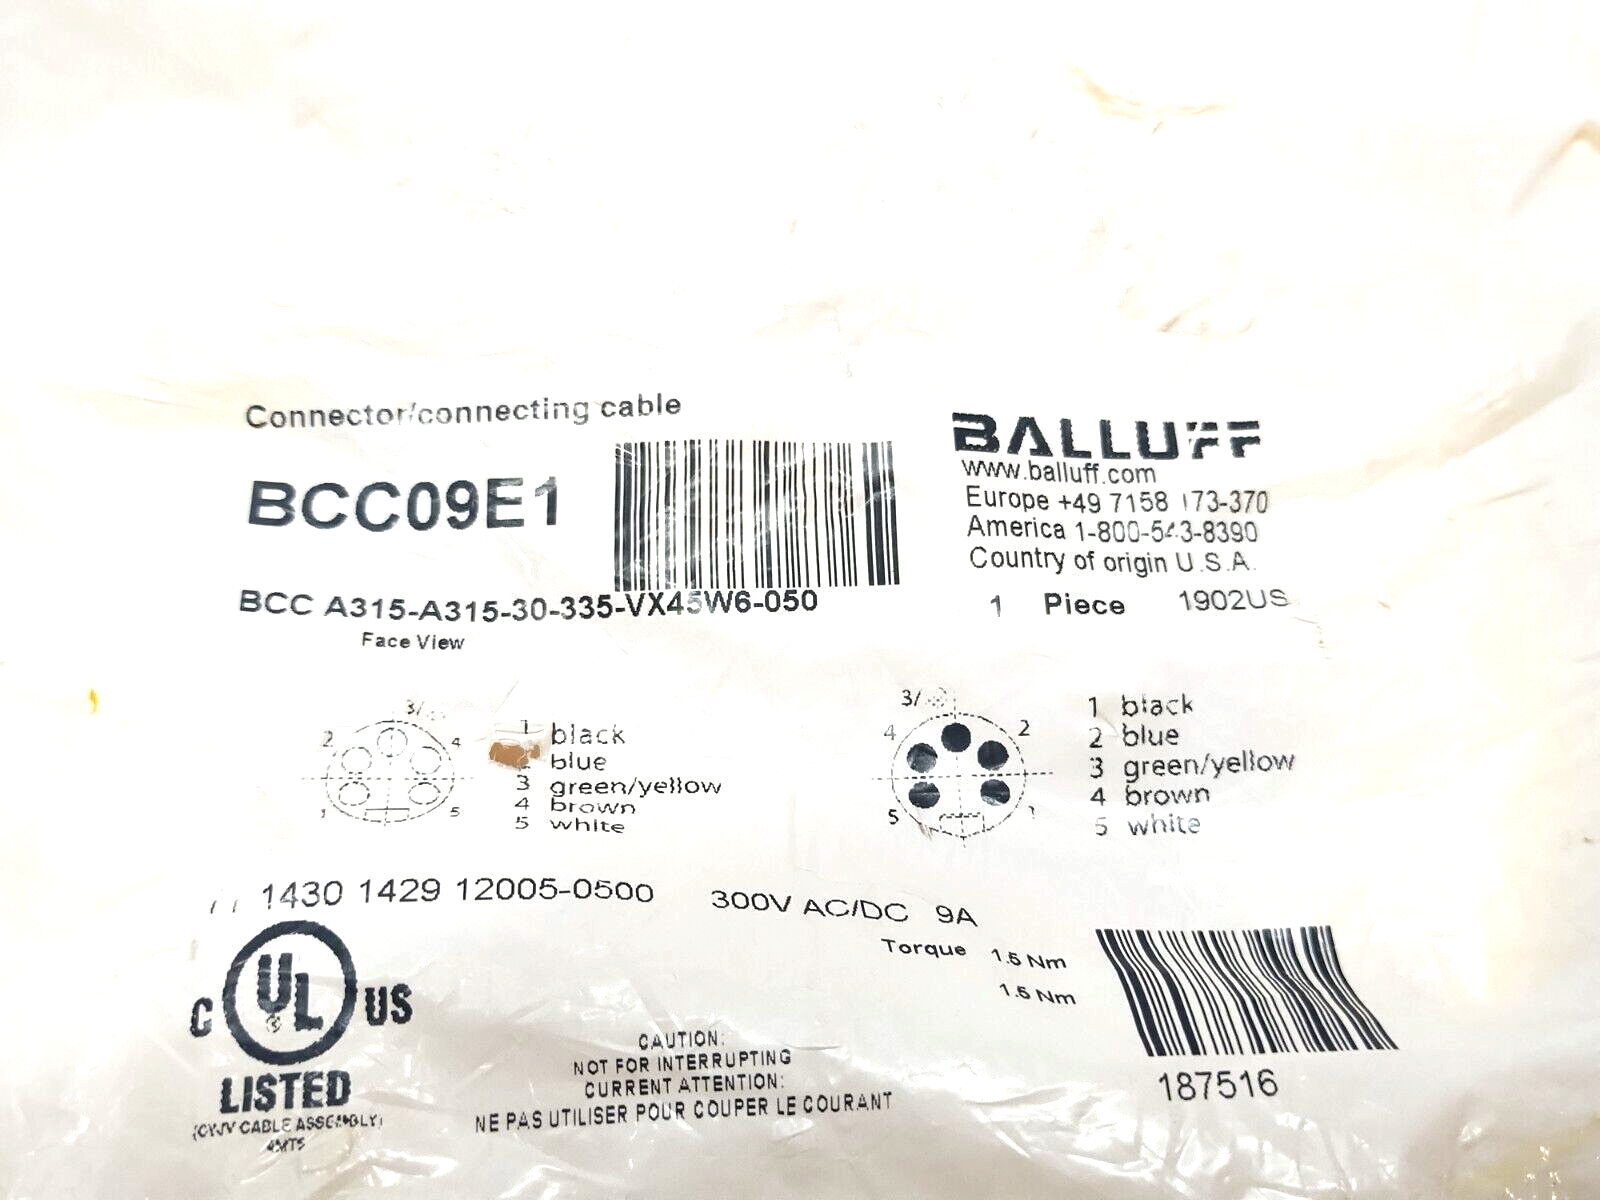 Connector/connecting cable
BCC09E1
BCC A315-A315-30-335-VX45W6-050
Face View
BALLUFF
www.balluff.com
Europe +49 7158 173-370
America 1-800-543-8390
Country of origin U.S.A.
1 Piece 1902US
3/
2
4
1
5
1 black
blue
3 green/yellow
4 brown
5 white
3/
4
2
5
1
1 black
2 blue
3 green/yellow
4 brown
5 white
1430 1429 12005-0500
300V AC/DC 9A
Torque 1.5 Nm
1.5 Nm
C UL US
LISTED
CABLE ASSEMBLY)
CAUTION:
NOT FOR INTERRUPTING
CURRENT ATTENTION:
NE PAS UTILISER POUR COUPER LE COURANT
187516